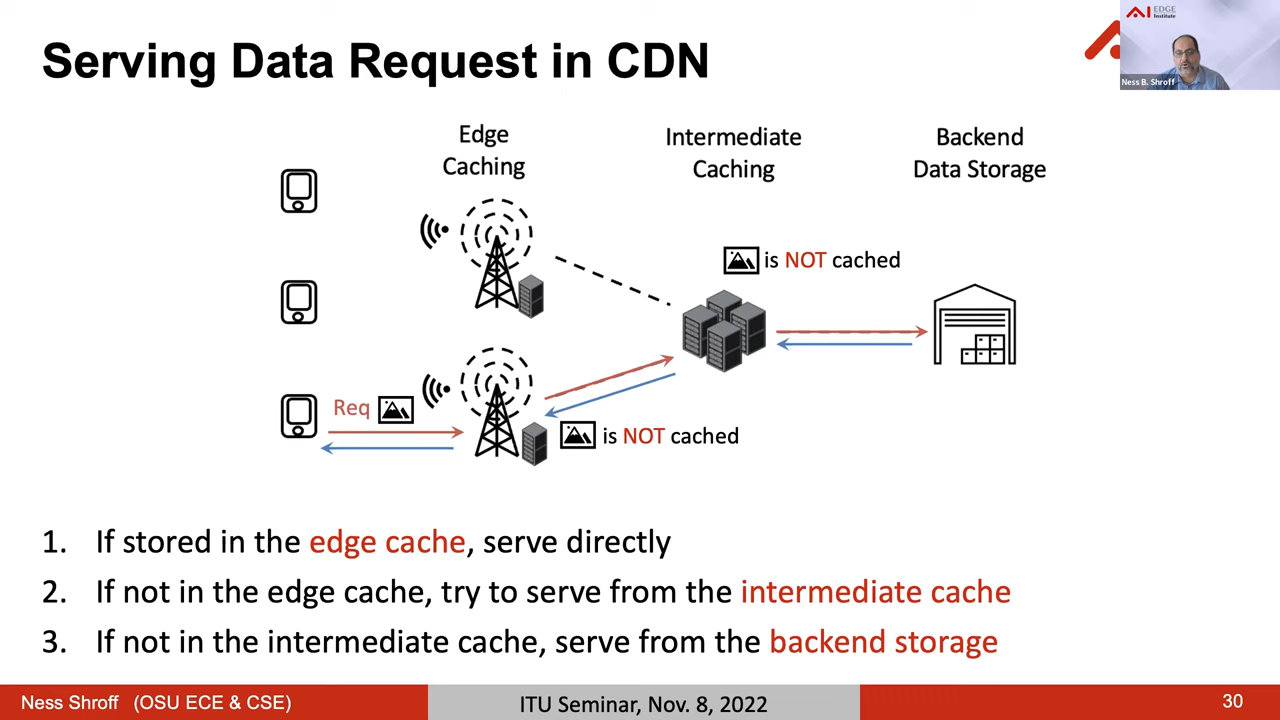 Serving Data Request in CDN
AI EDGE
Institute
Ness B. Shroff
Edge
Caching
Intermediate
Caching
Backend
Data Storage
is NOT cached
Req
is NOT cached
1. If stored in the edge cache, serve directly
2. If not in the edge cache, try to serve from the intermediate cache
3. If not in the intermediate cache, serve from the backend storage
Ness Shroff (OSU ECE & CSE)
ITU Seminar, Nov. 8, 2022
30